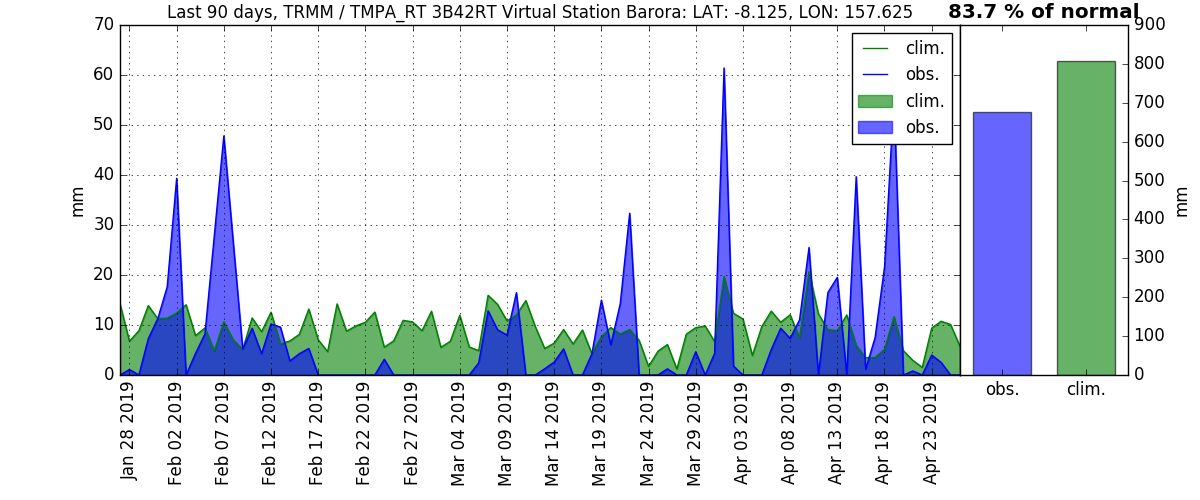 Last 90 days, TRMM / TMPA_RT 3B42RT Virtual Station Barora: LAT: -8.125, LON: 157.625
83.7 % of normal
mm
70
60
50
40
30
20
10
0
clim.
obs.
clim.
obs.
Jan 28 2019
Feb 02 2019
Feb 07 2019
Feb 12 2019
Feb 17 2019
Feb 22 2019
Feb 27 2019
Mar 04 2019
Mar 09 2019
Mar 14 2019
Mar 19 2019
Mar 24 2019
Mar 29 2019
Apr 03 2019
Apr 08 2019
Apr 13 2019
Apr 18 2019
Apr 23 2019
900
800
700
600
500
400
300
200
100
0
mm
obs.
clim.